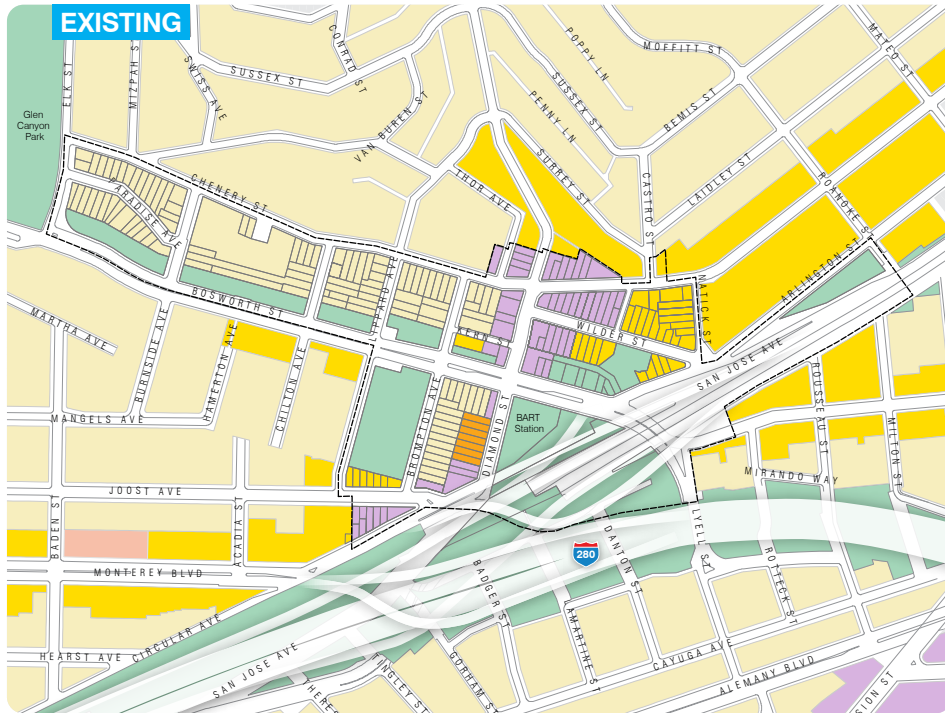 EXISTING
ELK ST
MIZPAH S
SWISS AVE
SUSSEX ST
CONRAD ST
VAN BUREN ST
POPPY LN
PENNY LN
SUSSEX ST
MOFFITT ST
BEMIS ST
MATEO ST
Glen
Canyon
Park
CHENERY ST
PARADISE AVE
THOR AVE
SURREY ST
CASTRO ST
LAIDLEY ST
ROANOKE ST
ARLINGTON ST
NATICK ST
BOSWORTH ST
LIPPARD AVE
KERN S
WILDER ST
SAN JOSE AVE
MARTHA AVE
BURNSIDE AVE
HAMERTON AVE
CHILTON AVE
MANGELS AVE
BROMPTON AVE
DIAMOND ST
BART
Station
ROUSSEAU ST
MILTON ST
MIRANDO WAY
JOOST AVE
BADEN ST
ACADIA ST
MONTEREY BLVD
LYELL ST
ROTTECK ST
280
DANTON ST
BADGER ST
AMARTINE ST
HEARST AVE
CIRCULAR AVE
SAN JOSE AVE
THERES
TINGLEY ST
GORHAM ST
CAYUGA AVE
ALEMANY BLVD
SION ST